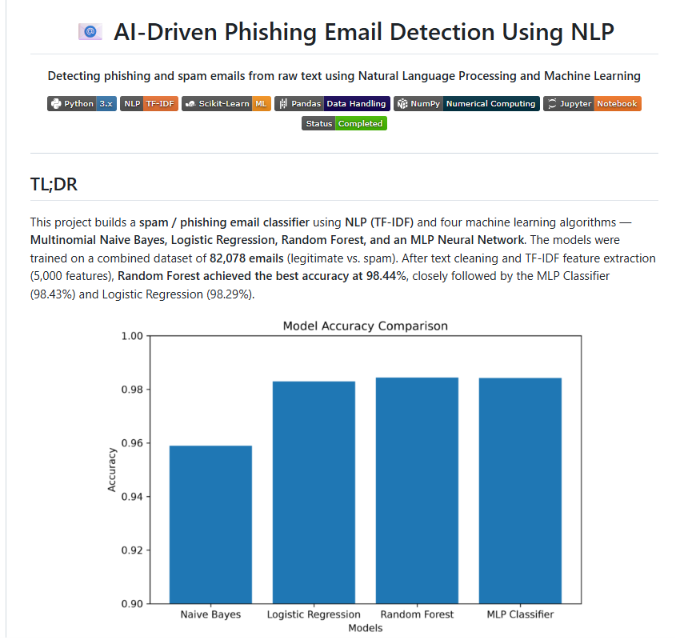 AI-Driven Phishing Email Detection Using NLP
Detecting phishing and spam emails from raw text using Natural Language Processing and Machine Learning
Python 3.x NLP TF-IDF Scikit-Learn ML Pandas Data Handling NumPy Numerical Computing Jupyter Notebook
Status Completed
TL;DR
This project builds a spam / phishing email classifier using NLP (TF-IDF) and four machine learning algorithms —
Multinomial Naive Bayes, Logistic Regression, Random Forest, and an MLP Neural Network. The models were
trained on a combined dataset of 82,078 emails (legitimate vs. spam). After text cleaning and TF-IDF feature extraction
(5,000 features), Random Forest achieved the best accuracy at 98.44%, closely followed by the MLP Classifier
(98.43%) and Logistic Regression (98.29%).
Model Accuracy Comparison
1.00
0.98
0.96
0.94
0.92
0.90
Accuracy
Naive Bayes Logistic Regression Random Forest MLP Classifier
Models